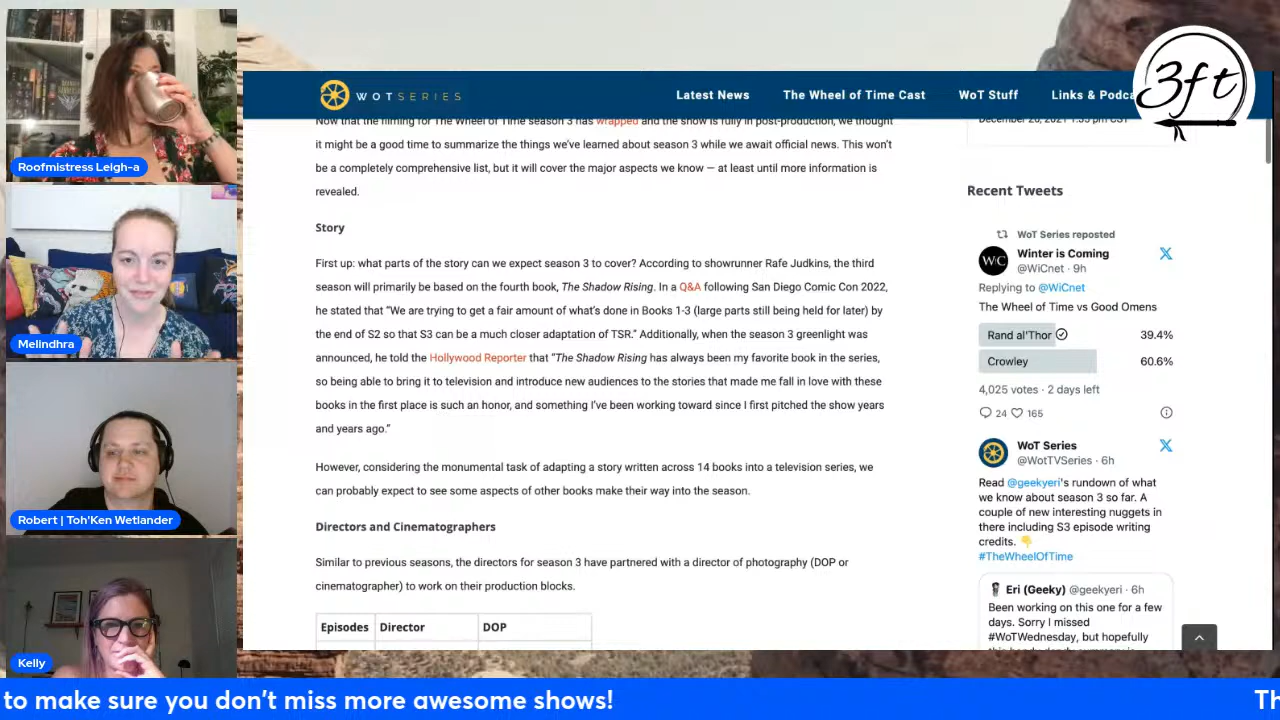 Roofmistress Leigh-a
Melindhra
Robert | Toh'Ken Wetlander
Kelly
WOTSERIES
Latest News
The Wheel of Time Cast
WoT Stuff
Links & Podca
3ft
Now that the filming for The Wheel of Time season 3 has wrapped and the show is fully in post-production, we thought
it might be a good time to summarize the things we've learned about season 3 while we await official news. This won't
be a completely comprehensive list, but it will cover the major aspects we know — at least until more information is
revealed.
Story
First up: what parts of the story can we expect season 3 to cover? According to showrunner Rafe Judkins, the third
season will primarily be based on the fourth book, The Shadow Rising. In a Q&A following San Diego Comic Con 2022,
he stated that "We are trying to get a fair amount of what's done in Books 1-3 (large parts still being held for later) by
the end of S2 so that S3 can be a much closer adaptation of TSR." Additionally, when the season 3 greenlight was
announced, he told the Hollywood Reporter that "The Shadow Rising has always been my favorite book in the series,
so being able to bring it to television and introduce new audiences to the stories that made me fall in love with these
books in the first place is such an honor, and something I've been working toward since I first pitched the show years
and years ago."
However, considering the monumental task of adapting a story written across 14 books into a television series, we
can probably expect to see some aspects of other books make their way into the season.
Directors and Cinematographers
Similar to previous seasons, the directors for season 3 have partnered with a director of photography (DOP or
cinematographer) to work on their production blocks.
Episodes Director DOP
December 26, 2021 1:35 pm CST
Recent Tweets
WoT Series reposted
WiC
Winter is Coming
@WiCnet · 9h
Replying to @WiCnet
The Wheel of Time vs Good Omens
Rand al'Thor 39.4%
Crowley 60.6%
4,025 votes · 2 days left
24 165
WoT Series
@WotTVSeries · 6h
Read @geekyeri's rundown of what
we know about season 3 so far. A
couple of new interesting nuggets in
there including S3 episode writing
credits. 👇
#TheWheelOfTime
Eri (Geeky) @geekyeri · 6h
Been working on this one for a few
days. Sorry I missed
#WoTWednesday, but hopefully
to make sure you don't miss more awesome shows!
Th